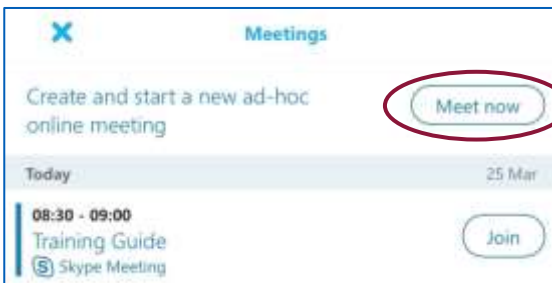 Meetings
Create and start a new ad-hoc
online meeting
Meet now
Today
25 Mar
08:30 - 09:00
Training Guide
Join
S Skype Meeting